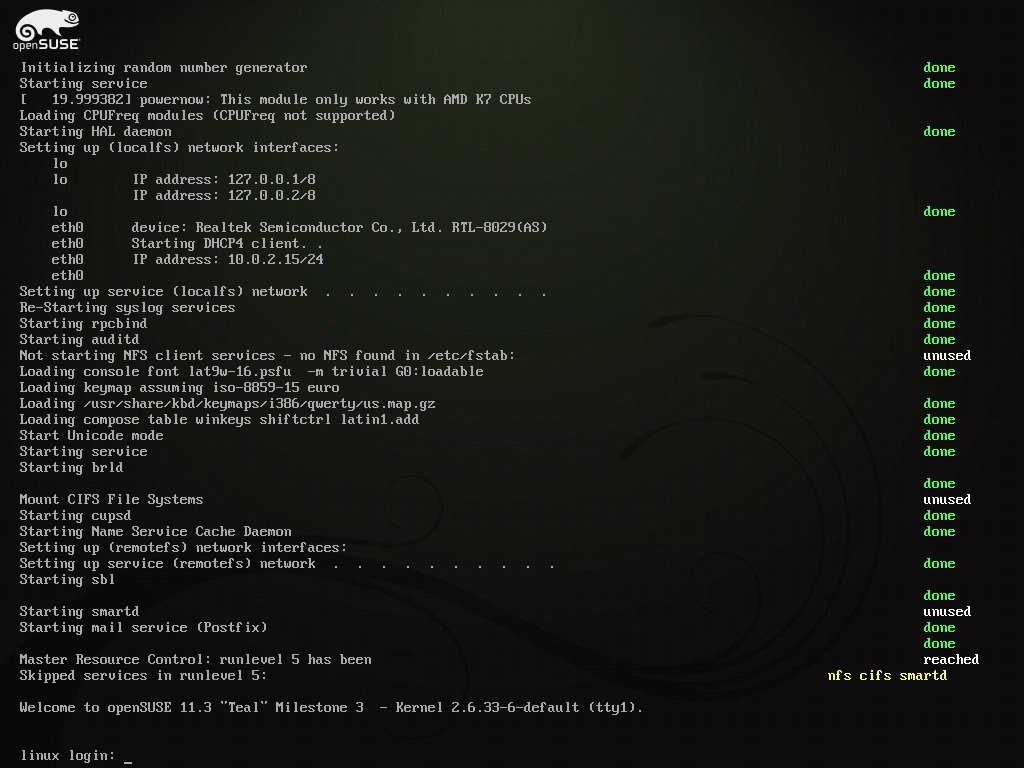 openSUSE
Initializing random number generator done
Starting service done
[   19.999382] powernow: This module only works with AMD K7 CPUs
Loading CPUFreq modules (CPUFreq not supported)
Starting HAL daemon done
Setting up (localfs) network interfaces:
lo
lo IP address: 127.0.0.1/8
IP address: 127.0.0.2/8
lo done
eth0 device: Realtek Semiconductor Co., Ltd. RTL-8029(AS)
eth0 Starting DHCP4 client. .
eth0 IP address: 10.0.2.15/24
eth0 done
Setting up service (localfs) network . . . . . . . . . . done
Re-Starting syslog services done
Starting rpcbind done
Starting auditd done
Not starting NFS client services - no NFS found in /etc/fstab: unused
Loading console font lat9w-16.psfu  -m trivial G0:loadable done
Loading keymap assuming iso-8859-15 euro
Loading /usr/share/kbd/keymaps/i386/qwerty/us.map.gz done
Loading compose table winkeys shiftctrl latin1.add done
Start Unicode mode done
Starting service done
Starting brld
done
Mount CIFS File Systems unused
Starting cupsd done
Starting Name Service Cache Daemon done
Setting up (remotefs) network interfaces:
Setting up service (remotefs) network . . . . . . . . . . done
Starting sbl
done
Starting smartd unused
Starting mail service (Postfix) done
done
Master Resource Control: runlevel 5 has been reached
Skipped services in runlevel 5: nfs cifs smartd
Welcome to openSUSE 11.3 "Teal" Milestone 3  - Kernel 2.6.33-6-default (tty1).
linux login: _